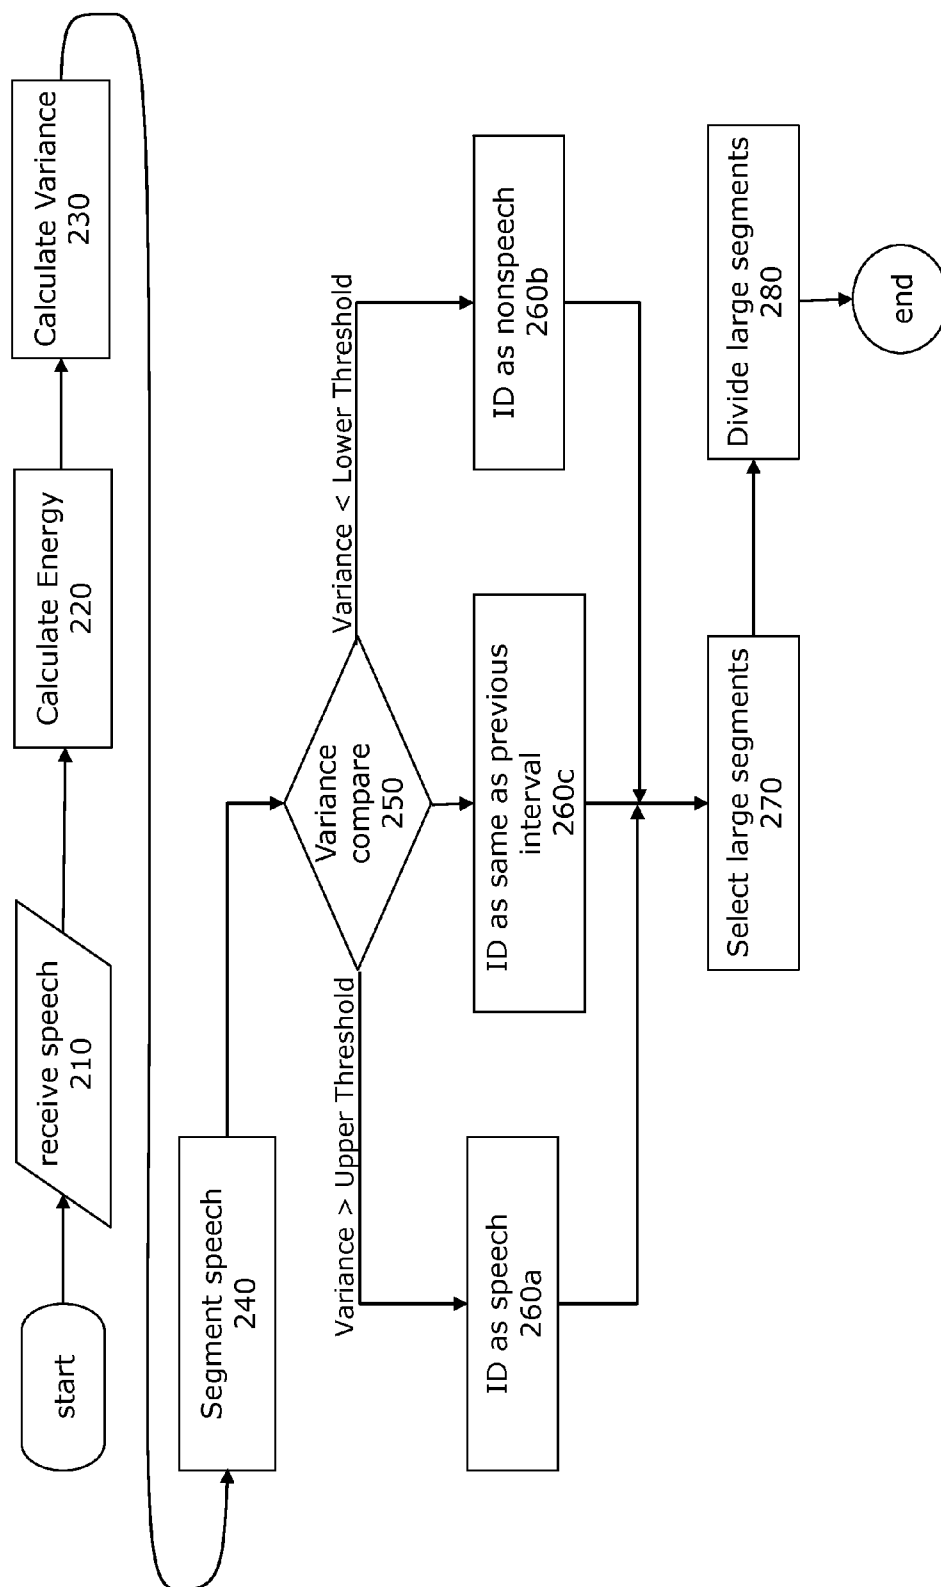 start
receive speech
210
Calculate Energy
220
Calculate Variance
230
Segment speech
240
Variance
compare
250
Variance > Upper Threshold
Variance < Lower Threshold
ID as speech
260a
ID as same as previous
interval
260c
ID as nonspeech
260b
Select large segments
270
Divide large segments
280
end